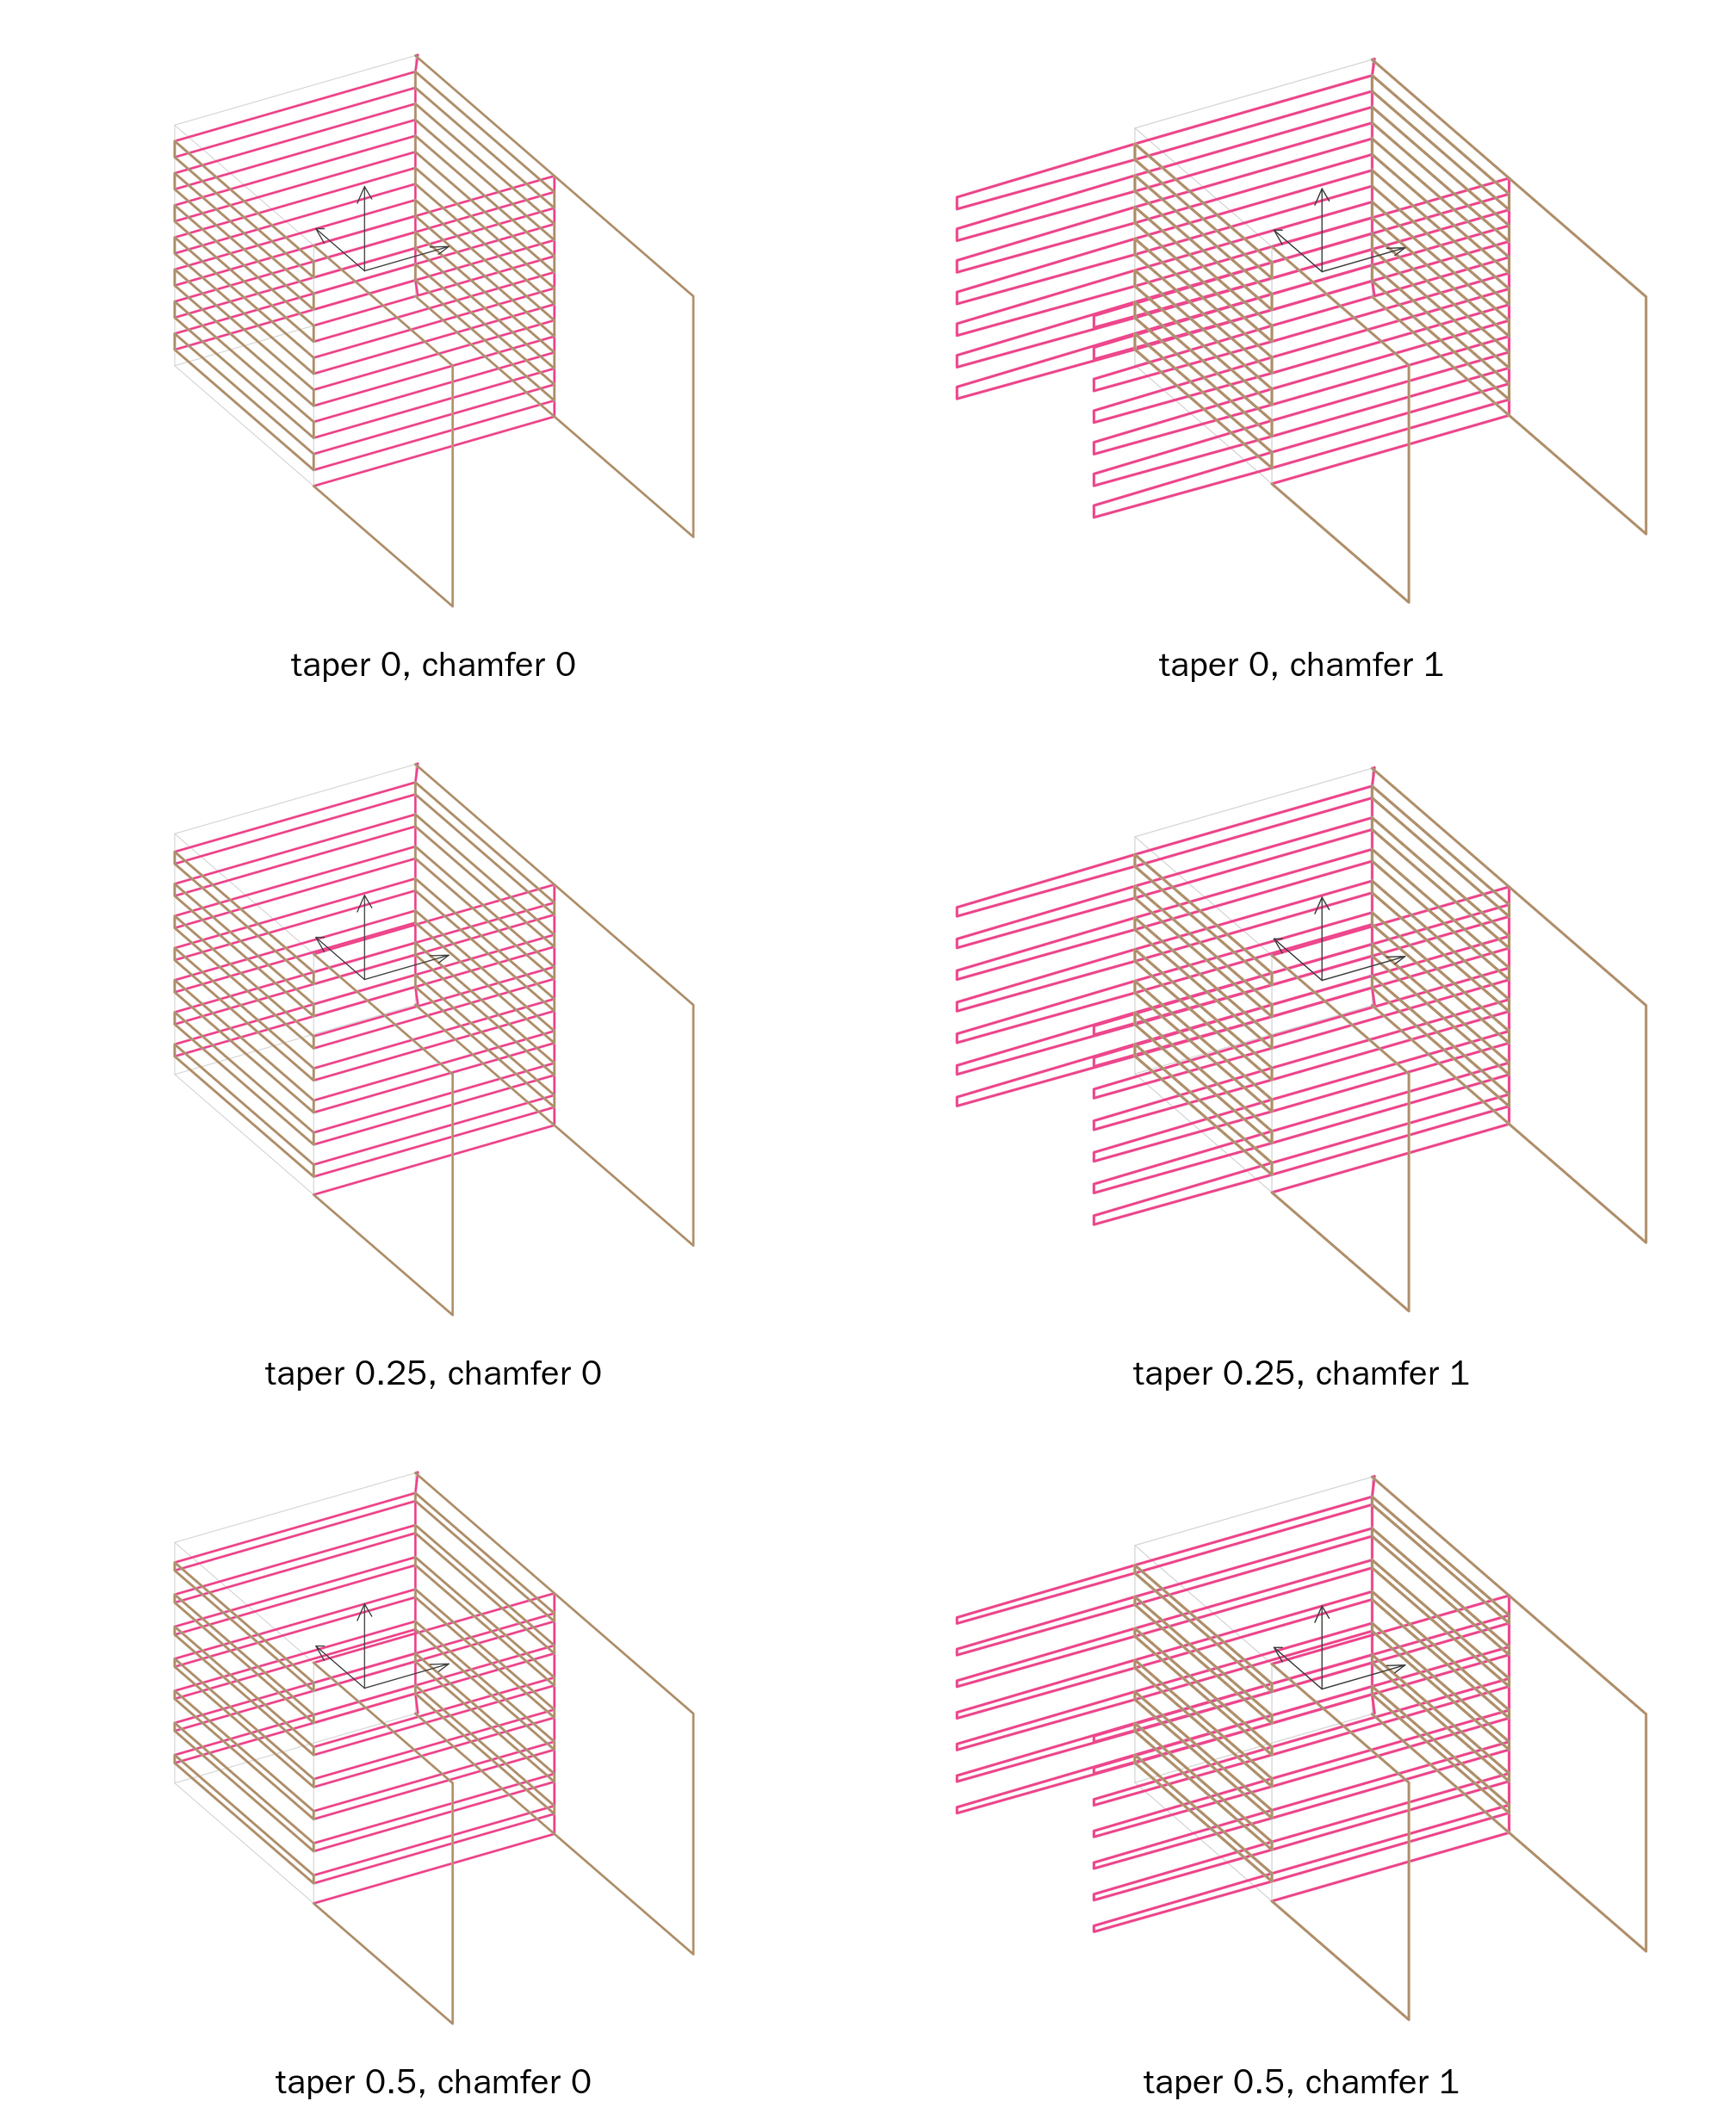 taper 0, chamfer 0
taper 0, chamfer 1
taper 0.25, chamfer 0
taper 0.25, chamfer 1
taper 0.5, chamfer 0
taper 0.5, chamfer 1